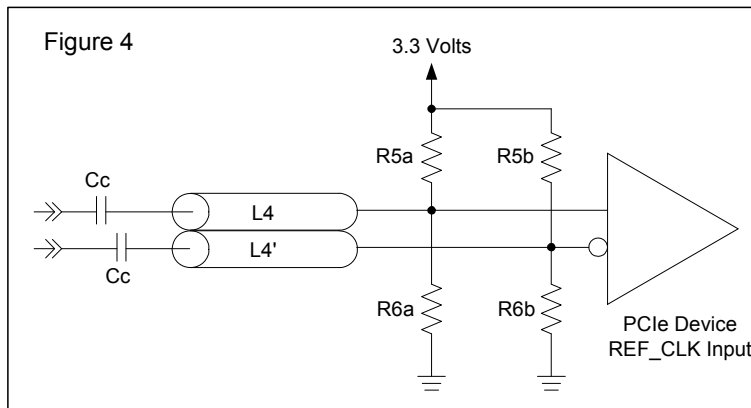 Figure 4
3.3 Volts
R5a
R5b
Cc
L4
L4'
Cc
R6a
R6b
PCIe Device
REF_CLK Input